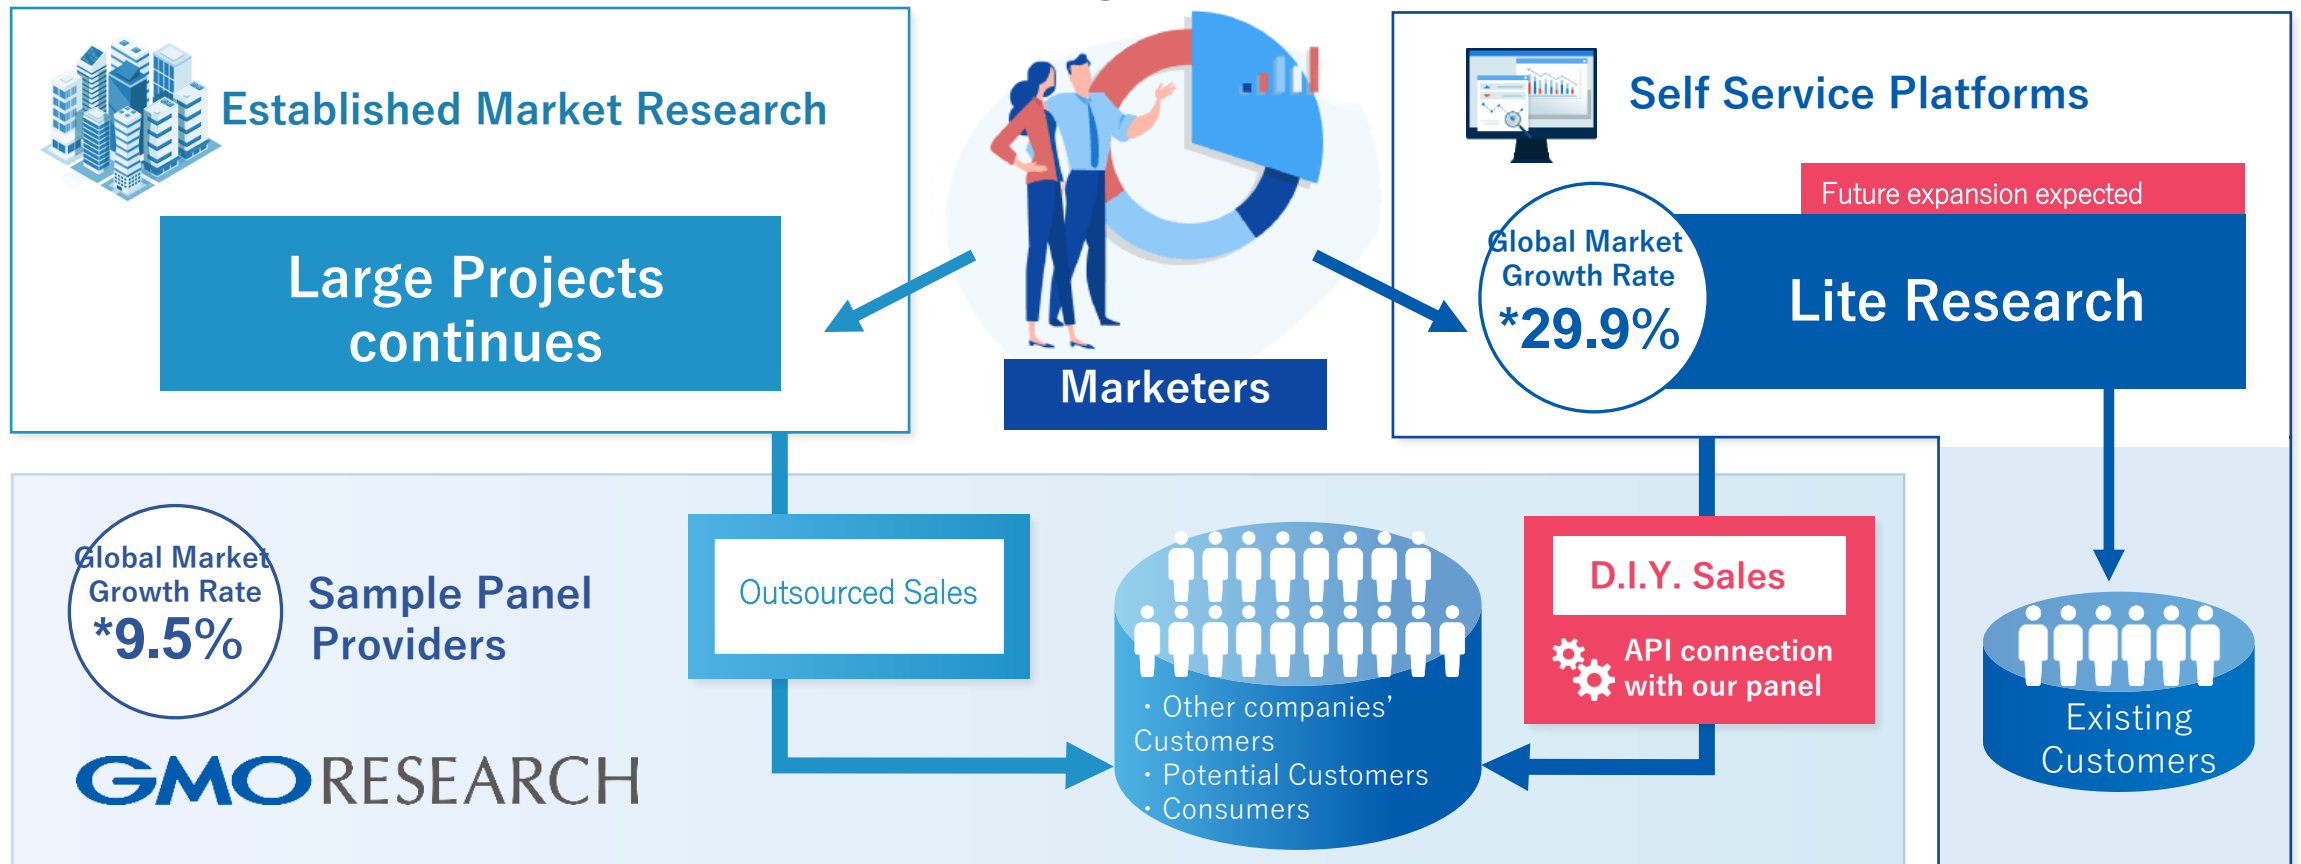 Established Market Research
Large Projects
continues
Marketers
Self Service Platforms
Future expansion expected
Global Market
Growth Rate
*29.9%
Lite Research
Global Market
Growth Rate
*9.5%
Sample Panel
Providers
GMO RESEARCH
Outsourced Sales
・Other companies’
Customers
・Potential Customers
・Consumers
D.I.Y. Sales
API connection
with our panel
Existing
Customers